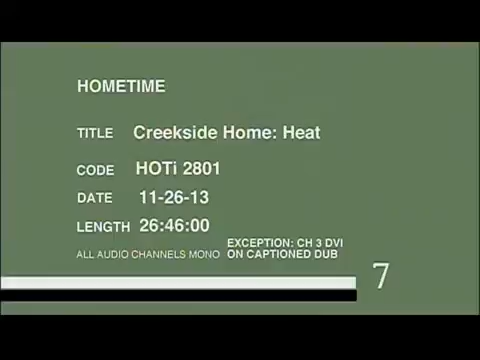 HOMETIME
TITLE Creekside Home: Heat
CODE HOTi 2801
DATE 11-26-13
LENGTH 26:46:00
EXCEPTION: CH 3 DVI
ALL AUDIO CHANNELS MONO ON CAPTIONED DUB
7